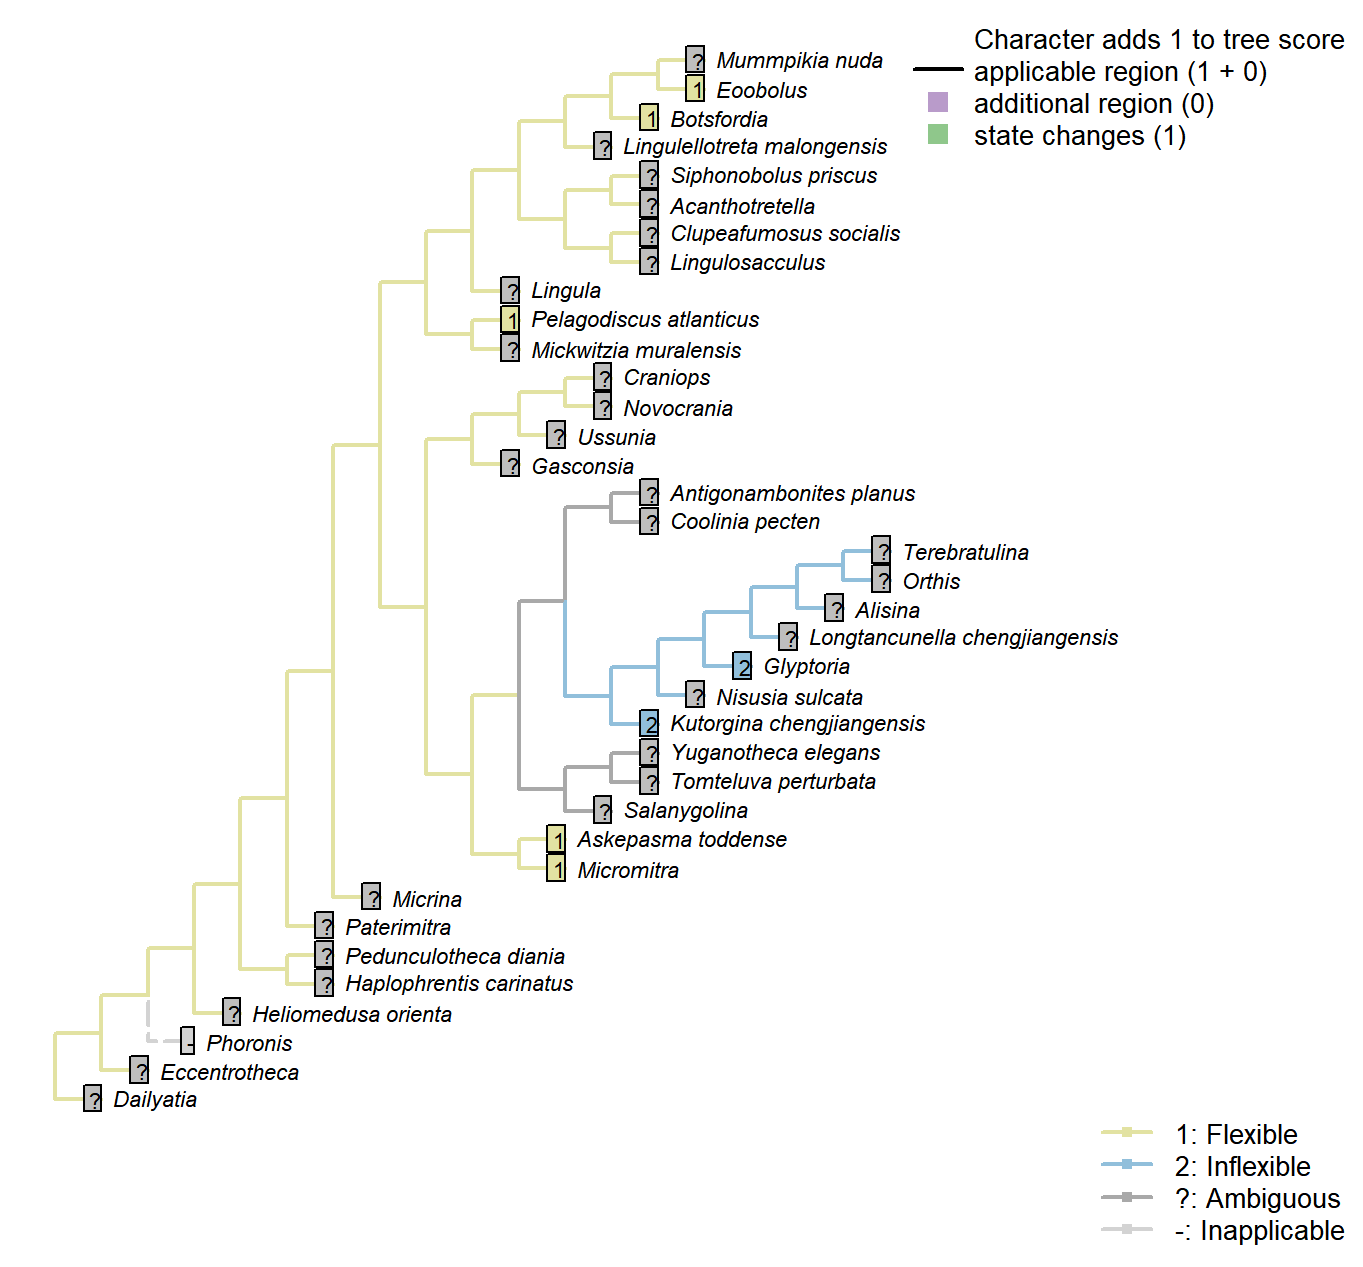 Character adds 1 to tree score
applicable region (1 + 0)
additional region (0)
state changes (1)
? Mummpikia nuda
1 Eoobolus
1 Botsfordia
? Lingulellotreta malongensis
? Siphonobolus priscus
? Acanthotretella
? Clupeafumosus socialis
? Lingulosacculus
? Lingula
1 Pelagodiscus atlanticus
? Mickwitzia muralensis
? Craniops
? Novocrania
? Ussunia
? Gasconsia
? Antigonambonites planus
? Coolinia pecten
? Terebratulina
? Orthis
? Alisina
? Longtancunella chengjiangensis
2 Glyptoria
? Nisusia sulcata
2 Kutorgina chengjiangensis
? Yuganotheca elegans
? Tomteluva perturbata
? Salanygolina
1 Askepasma toddense
1 Micromitra
? Micrina
? Paterimitra
? Pedunculotheca diania
? Haplophrentis carinatus
? Heliomedusa orienta
- Phoronis
? Eccentrotheca
? Dailyatia
1: Flexible
2: Inflexible
?: Ambiguous
-: Inapplicable